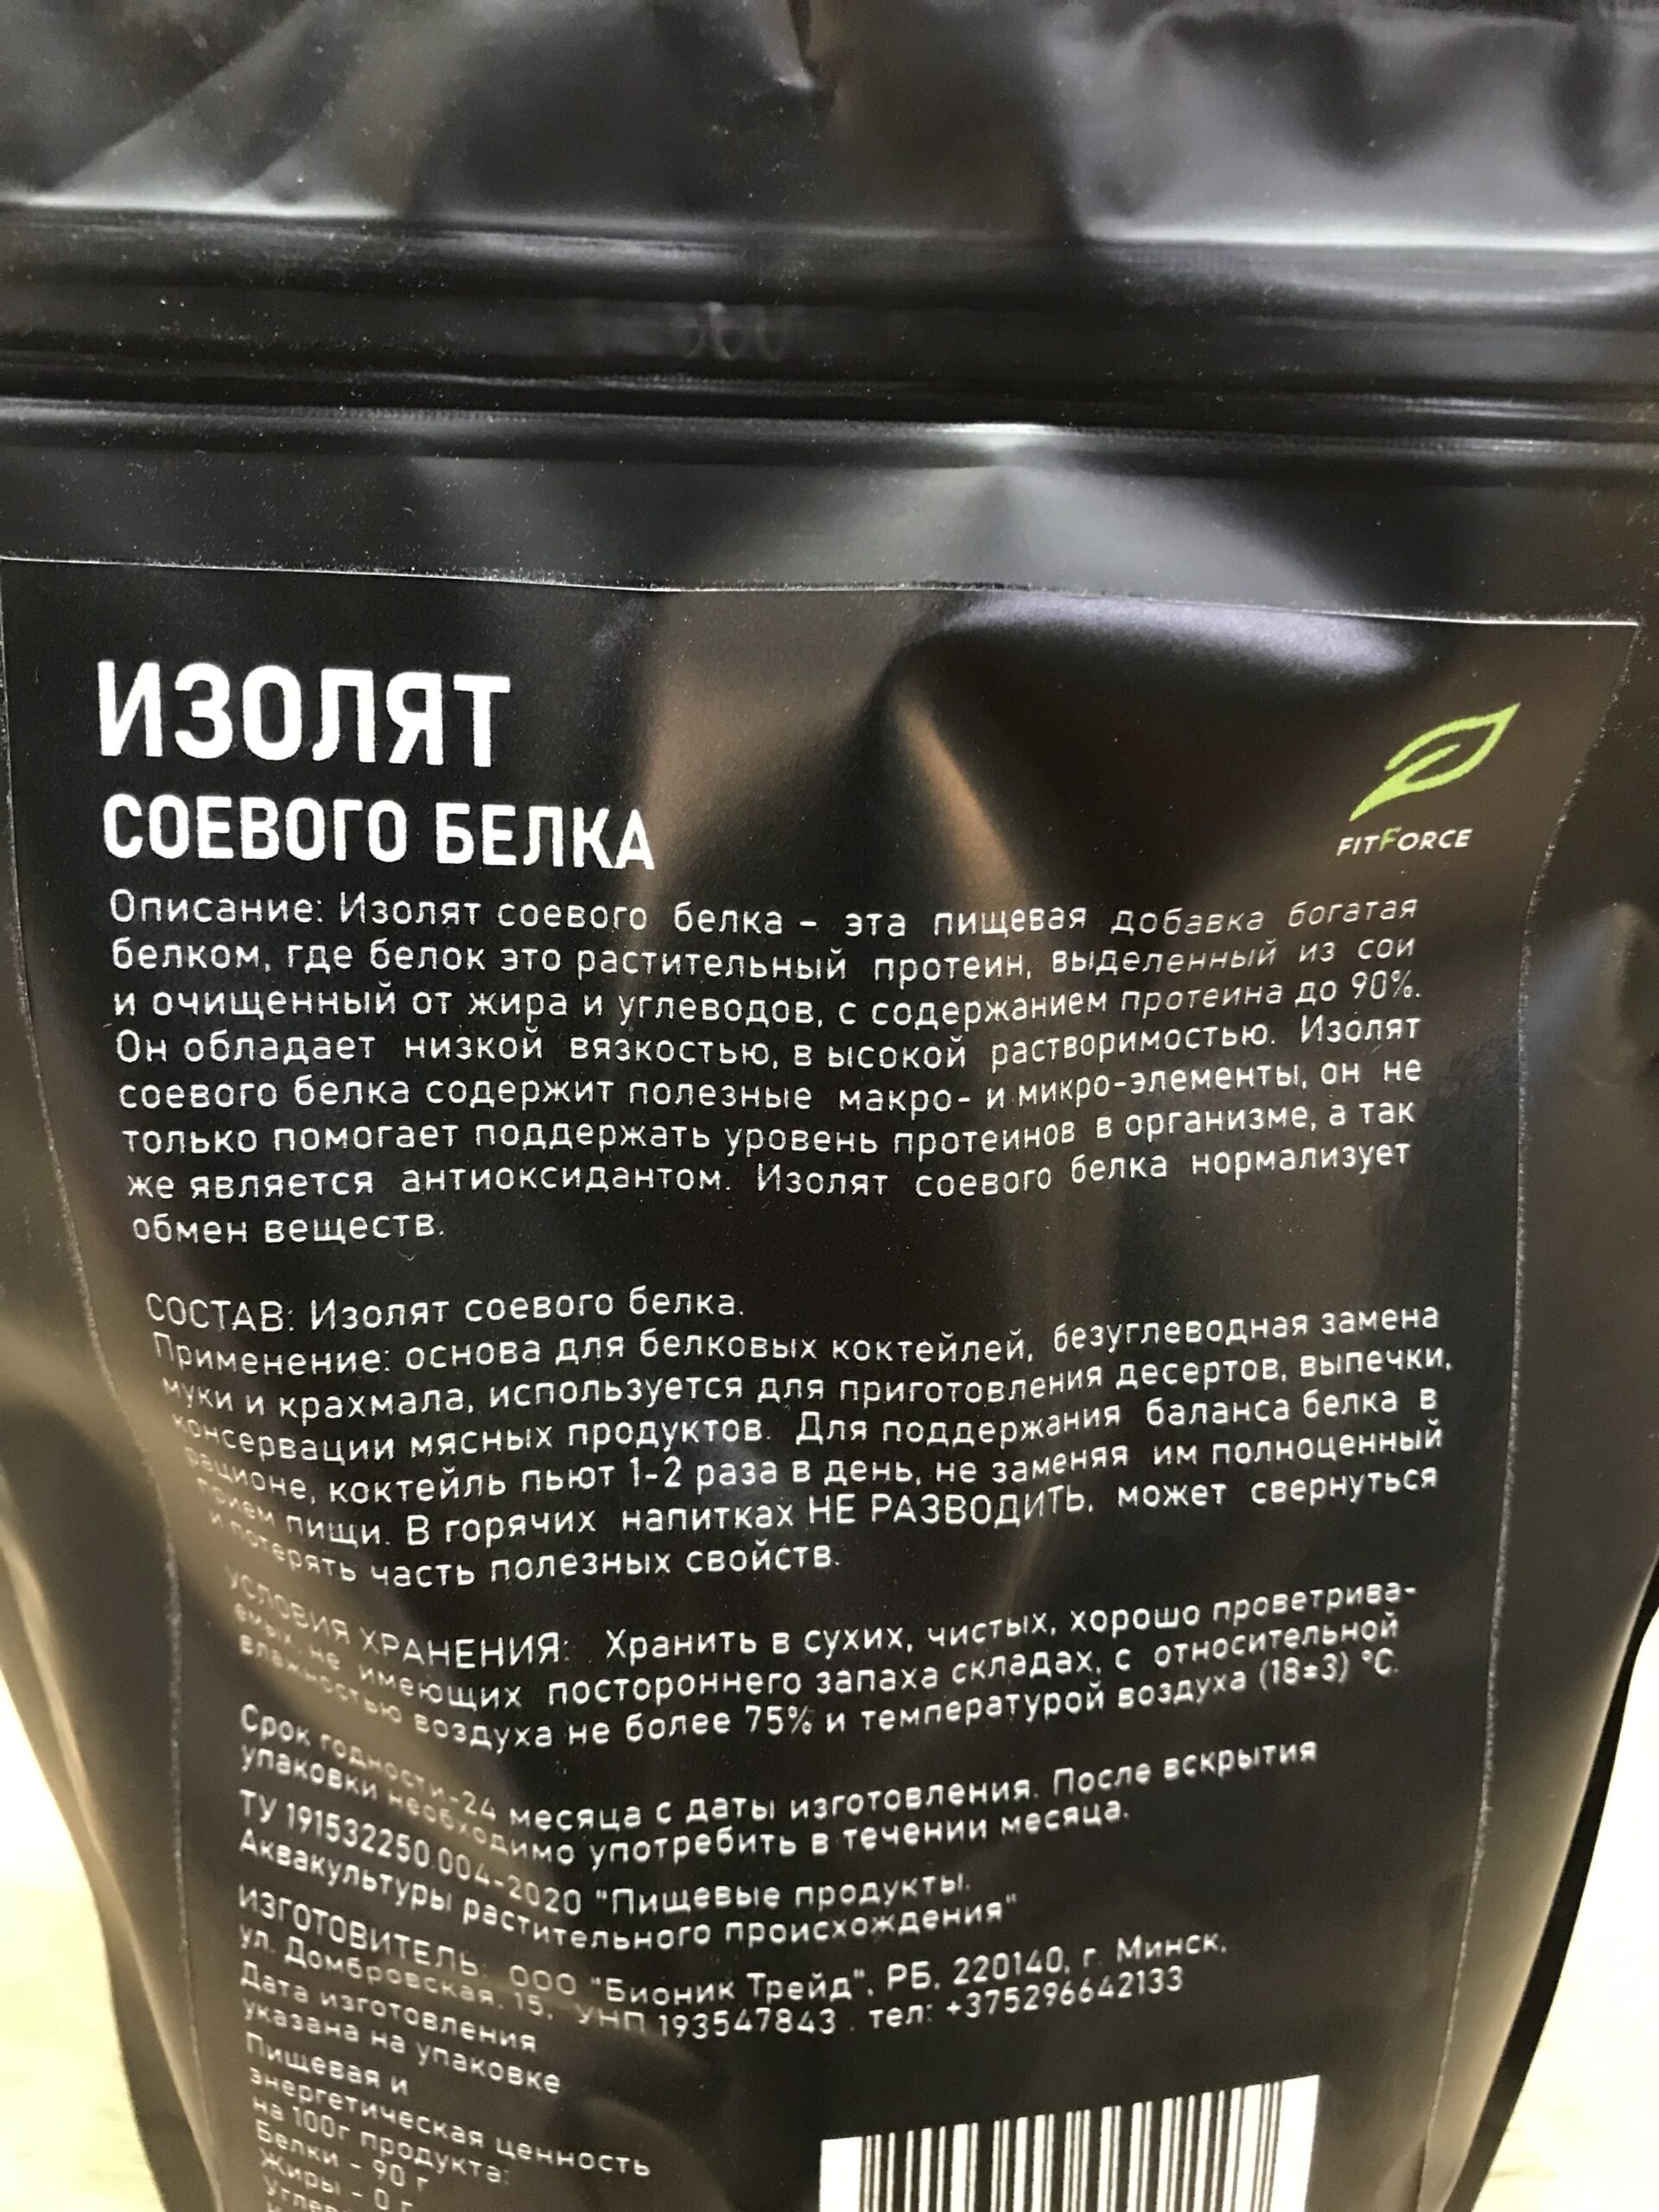 ИЗОЛЯТ
СОЕВОГО БЕЛКА
FITFORCE
Описание: Изолят соевого белка - эта пищевая добавка богатая
белком, где белок это растительный протеин, выделенный из сои
и очищенный от жира и углеводов, с содержанием протеина до 90%.
Он обладает низкой вязкостью, в ысокой растворимостью. Изолят
соевого белка содержит полезные макро- и микро-элементы, он не
только помогает поддержать уровень протеинов в организме, а так
же является антиоксидантом. Изолят соевого белка нормализует
обмен веществ.
СОСТАВ: Изолят соевого белка.
Применение: основа для белковых коктейлей, безуглеводная замена
муки и крахмала, используется для приготовления десертов, выпечки,
консервации мясных продуктов. Для поддержания баланса белка в
рационе, коктейль пьют 1-2 раза в день, не заменяя им полноценный
прием пищи. В горячих напитках НЕ РАЗВОДИТЬ, может свернуться
и потерять часть полезных свойств.
УСЛОВИЯ ХРАНЕНИЯ: Хранить в сухих, чистых, хорошо проветрива-
емых, не имеющих постороннего запаха складах, с относительной
влажностью воздуха не более 75% и температурой воздуха (18±3) °С.
Срок годности-24 месяца с даты изготовления. После вскрытия
упаковки необходимо употребить в течении месяца.
ТУ 191532250.004-2020 "Пищевые продукты.
Аквакультуры растительного происхождения"
ИЗГОТОВИТЕЛЬ: ООО "Бионик Трейд", РБ, 220140, г. Минск,
ул. Домбровская, 15, УНП 193547843 . тел: +375296642133
Дата изготовления
указана на упаковке
Пищевая и
энергетическая ценность
на 100г продукта:
Белки - 90 г
Жиры - 0 г